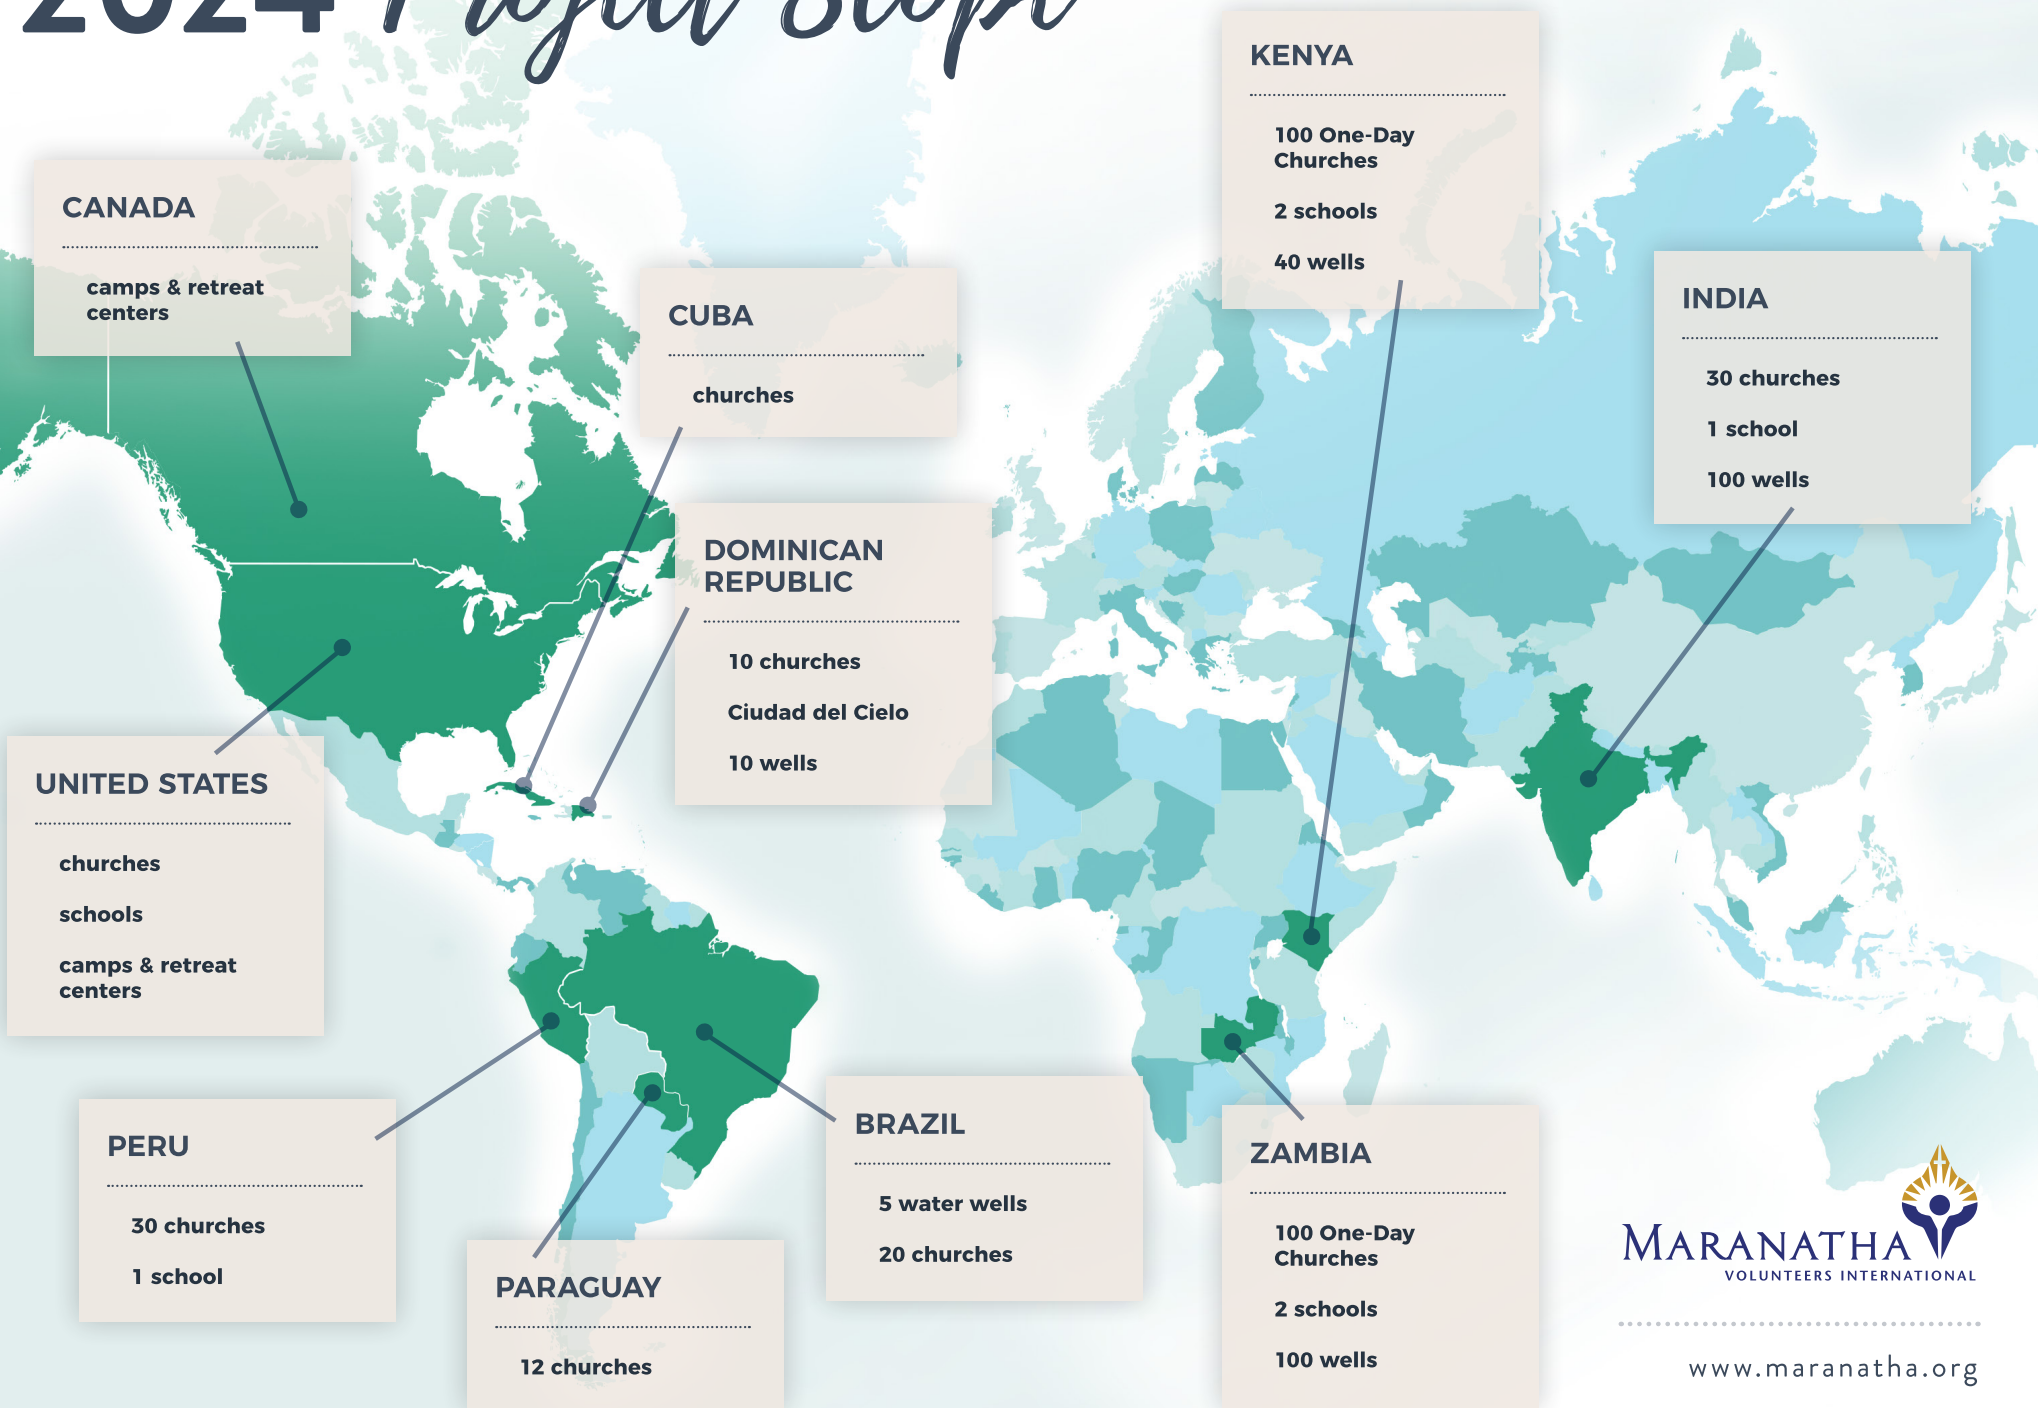 2024 Project Scope
KENYA
100 One-Day
Churches
2 schools
40 wells
CANADA
camps & retreat
centers
CUBA
churches
INDIA
30 churches
1 school
100 wells
DOMINICAN
REPUBLIC
10 churches
Ciudad del Cielo
10 wells
UNITED STATES
churches
schools
camps & retreat
centers
PERU
30 churches
1 school
PARAGUAY
12 churches
BRAZIL
5 water wells
20 churches
ZAMBIA
100 One-Day
Churches
2 schools
100 wells
MARANATHA
VOLUNTEERS INTERNATIONAL
www.maranatha.org